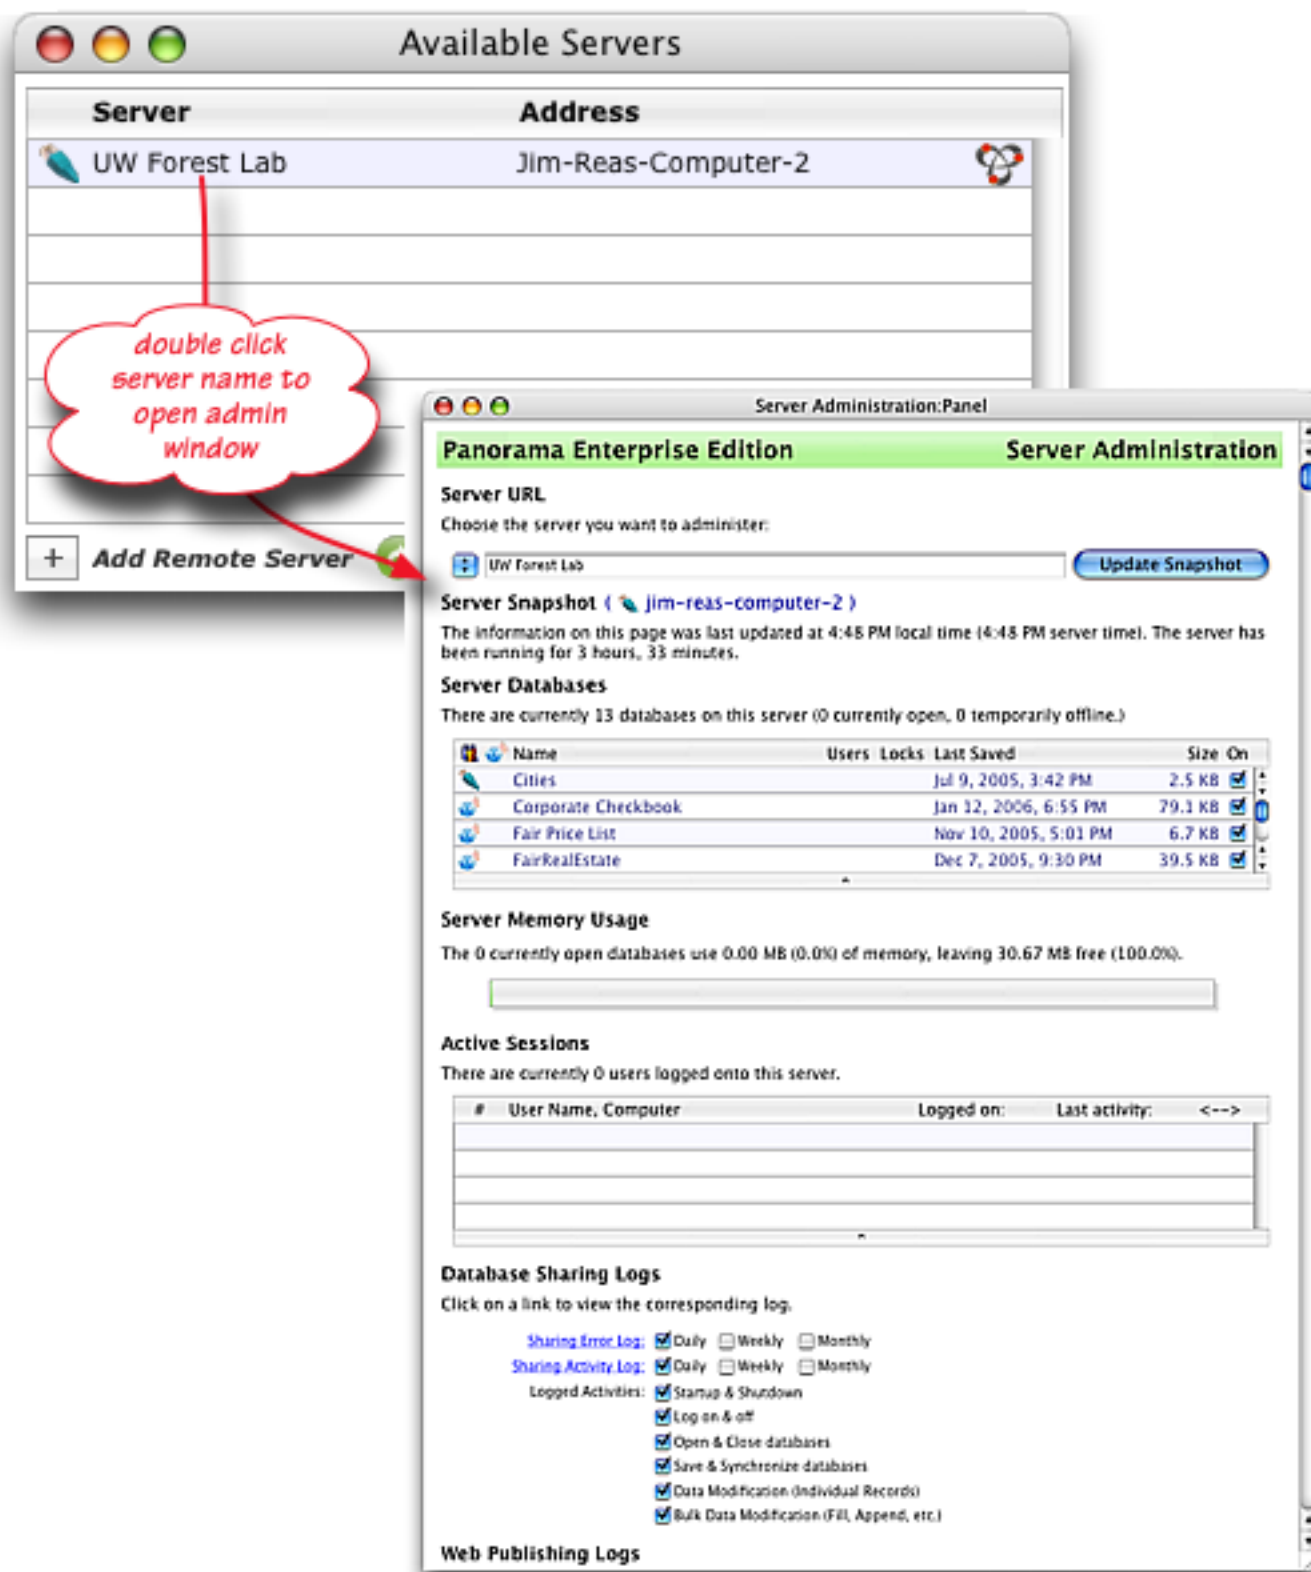 Available Servers
Server Address
UW Forest Lab Jim-Reas-Computer-2
double click
server name to
open admin
window
+ Add Remote Server
Server Administration:Panel
Panorama Enterprise Edition Server Administration
Server URL
Choose the server you want to administer:
UW Forest Lab Update Snapshot
Server Snapshot ( jim-reas-computer-2 )
The information on this page was last updated at 4:48 PM local time (4:48 PM server time). The server has
been running for 3 hours, 33 minutes.
Server Databases
There are currently 13 databases on this server (0 currently open, 0 temporarily offline.)
Name Users Locks Last Saved Size On
Cities Jul 9, 2005, 3:42 PM 2.5 KB
Corporate Checkbook Jan 12, 2006, 6:55 PM 79.1 KB
Fair Price List Nov 10, 2005, 5:01 PM 6.7 KB
FairRealEstate Dec 7, 2005, 9:30 PM 39.5 KB
Server Memory Usage
The 0 currently open databases use 0.00 MB (0.0%) of memory, leaving 30.67 MB free (100.0%).
Active Sessions
There are currently 0 users logged onto this server.
# User Name, Computer Logged on: Last activity: <-->
Database Sharing Logs
Click on a link to view the corresponding log.
Sharing Error Log: Daily Weekly Monthly
Sharing Activity Log: Daily Weekly Monthly
Logged Activities: Startup & Shutdown
Log on & off
Open & Close databases
Save & Synchronize databases
Data Modification (Individual Records)
Bulk Data Modification (Fill, Append, etc.)
Web Publishing Logs